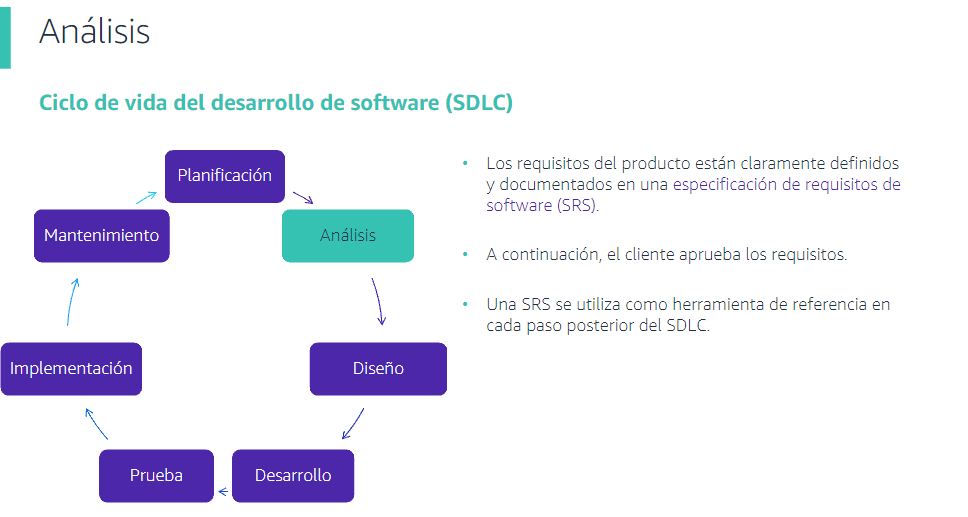 Análisis
Ciclo de vida del desarrollo de software (SDLC)
Planificación
Mantenimiento
Análisis
Implementación
Diseño
Prueba
Desarrollo
• Los requisitos del producto están claramente definidos
y documentados en una especificación de requisitos de
software (SRS).
• A continuación, el cliente aprueba los requisitos.
• Una SRS se utiliza como herramienta de referencia en
cada paso posterior del SDLC.